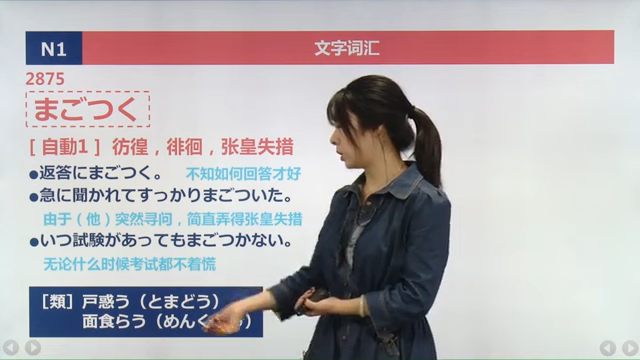 N1
文字词汇
2875
まごつく
[ 自動1 ] 彷徨，徘徊，张皇失措
●返答にまごつく。 不知如何回答才好
●急に聞かれてすっかりまごついた。
由于（他）突然寻问，简直弄得张皇失措
●いつ試験があってもまごつかない。
无论什么时候考试都不着慌
［類］戸惑う（とまどう）
面食らう（めんく